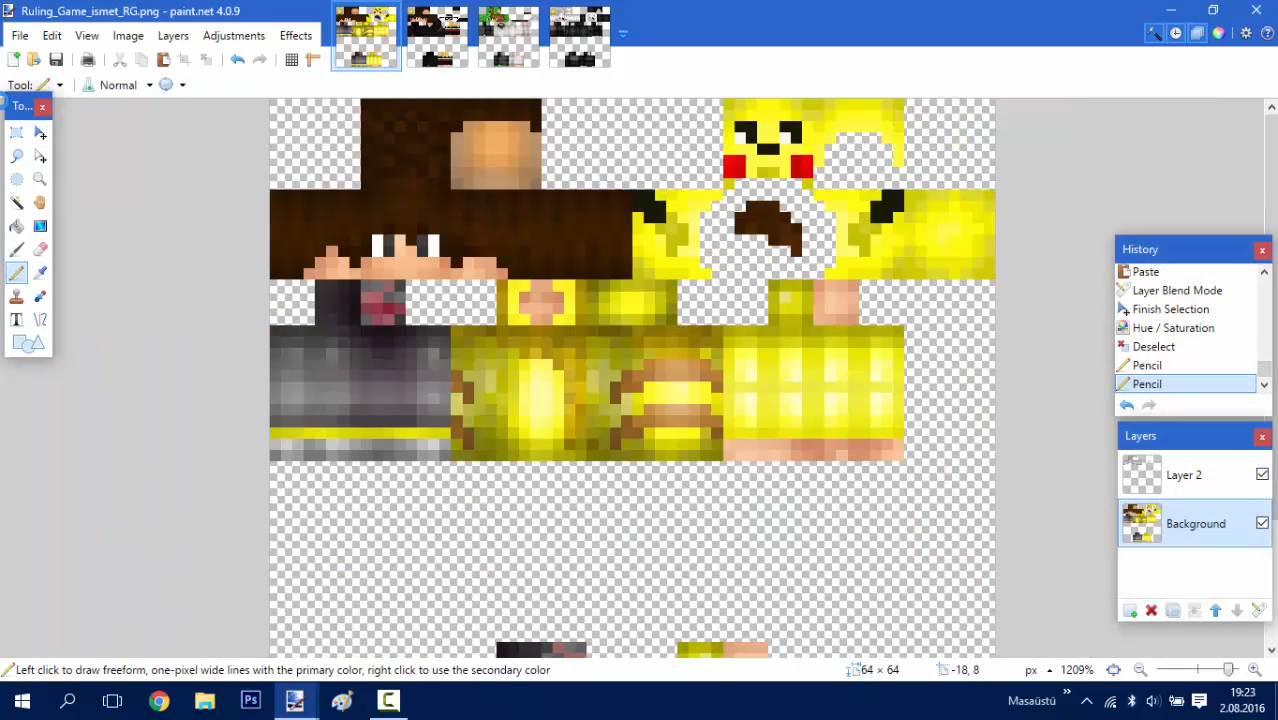 Ruling_Game_ismet_RG.png - paint.net 4.0.9
File Edit View Image Layers Adjustments Effects
Tool: Normal
To...
History
Paste
Layer Blend Mode
Finish Selection
Hue / Saturation
Deselect
Pencil
Pencil
Layers
Layer 2
Background
Left click to draw freeform, one-pixel wide lines with the primary color, right click to use the secondary color
64 × 64
-18, 8
px
1209%
Ps
Masaüstü
19:23
2.08.2016